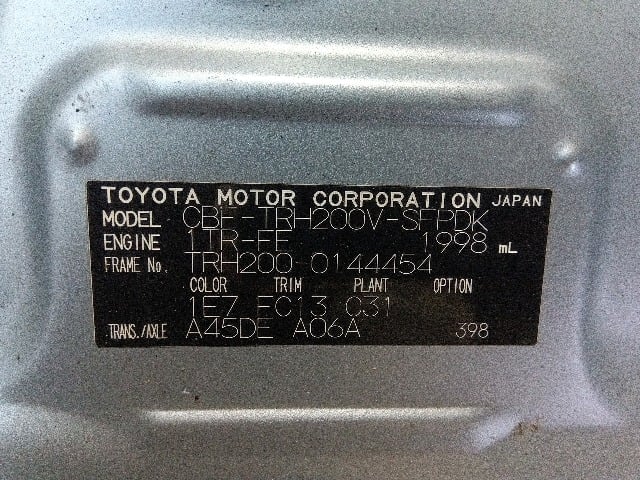 TOYOTA MOTOR CORPORATION JAPAN
MODEL CBF-TRH200V-SFPDK
ENGINE 1TR-FE 1998 mL
FRAME No. TRH200-0144454
COLOR TRIM PLANT OPTION
1E7 FC13 C31
TRANS./AXLE A45DE A06A 398